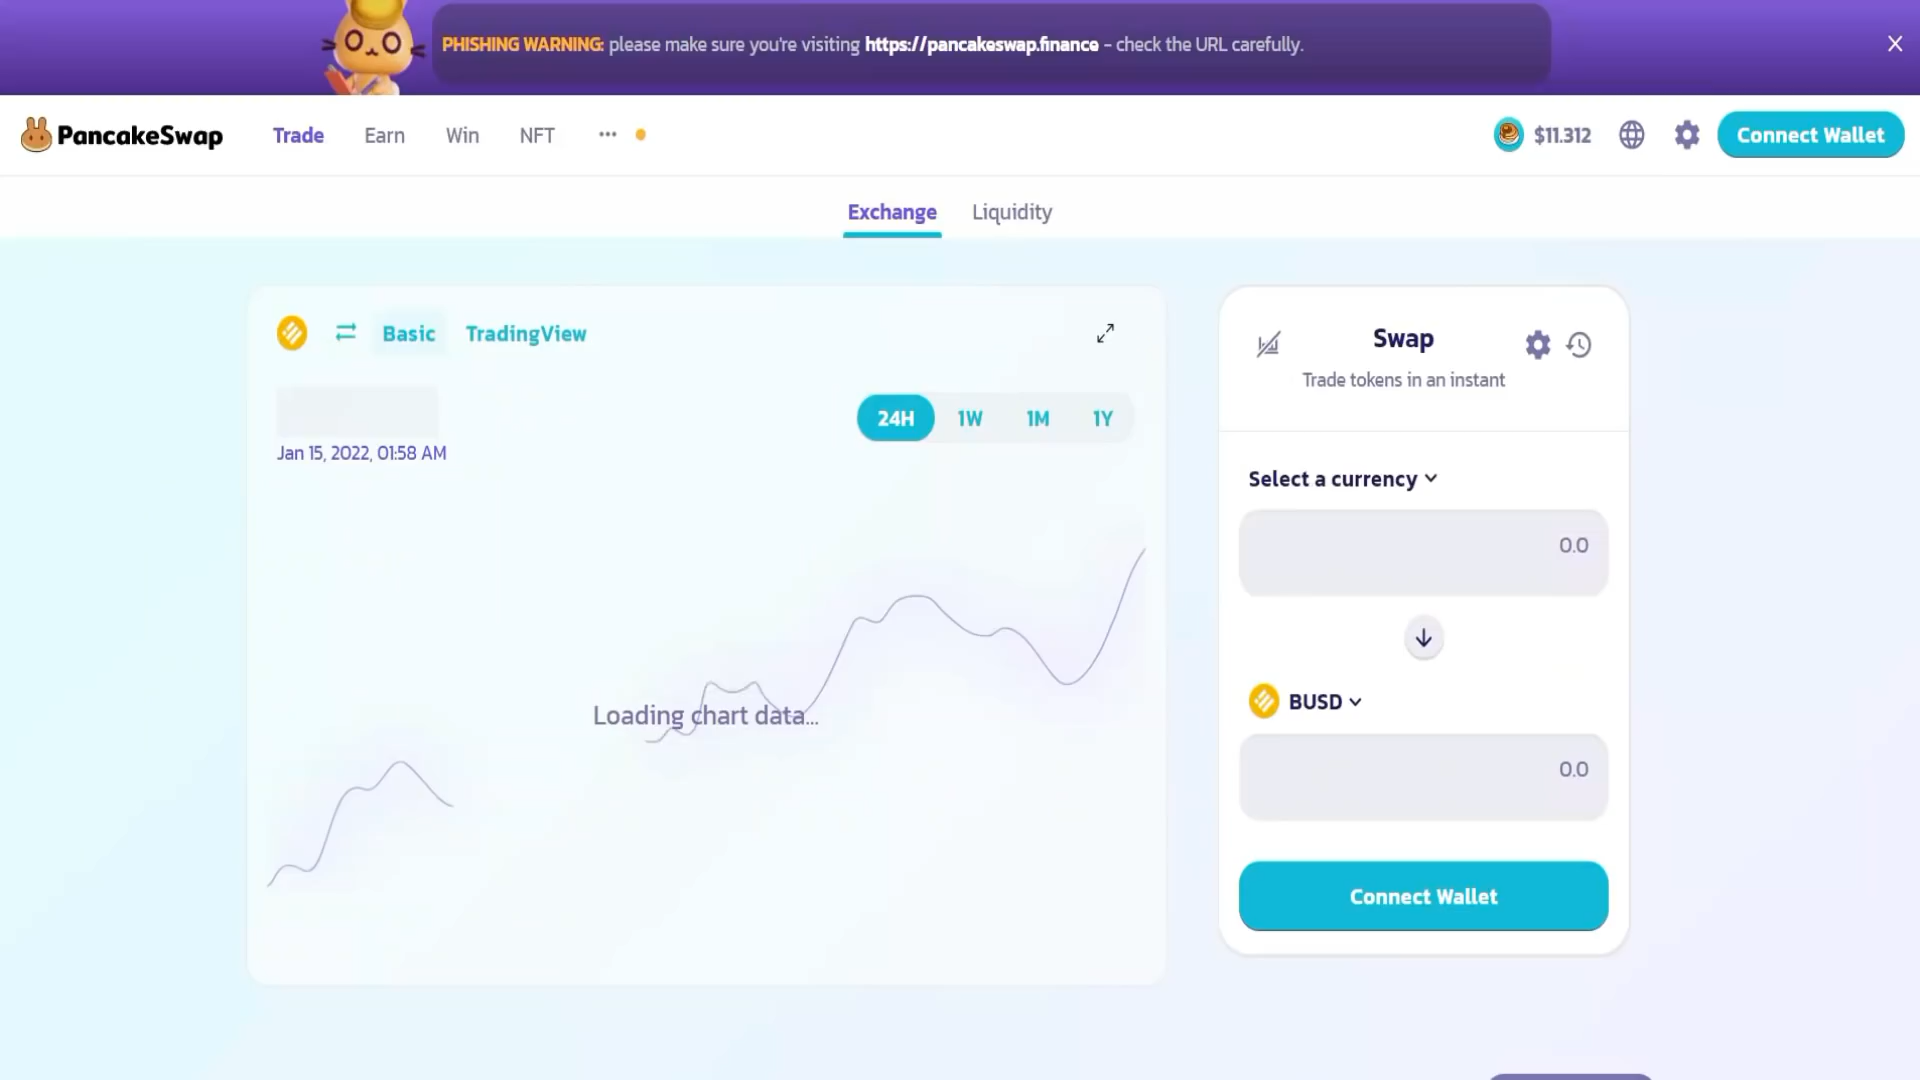 PHISHING WARNING: please make sure you're visiting https://pancakeswap.finance - check the URL carefully.
PancakeSwap Trade Earn Win NFT ••• $11.312 Connect Wallet
Exchange Liquidity
Basic TradingView
24H 1W 1M 1Y
Jan 15, 2022, 01:58 AM
Loading chart data...
Swap
Trade tokens in an instant
Select a currency
0.0
BUSD
0.0
Connect Wallet